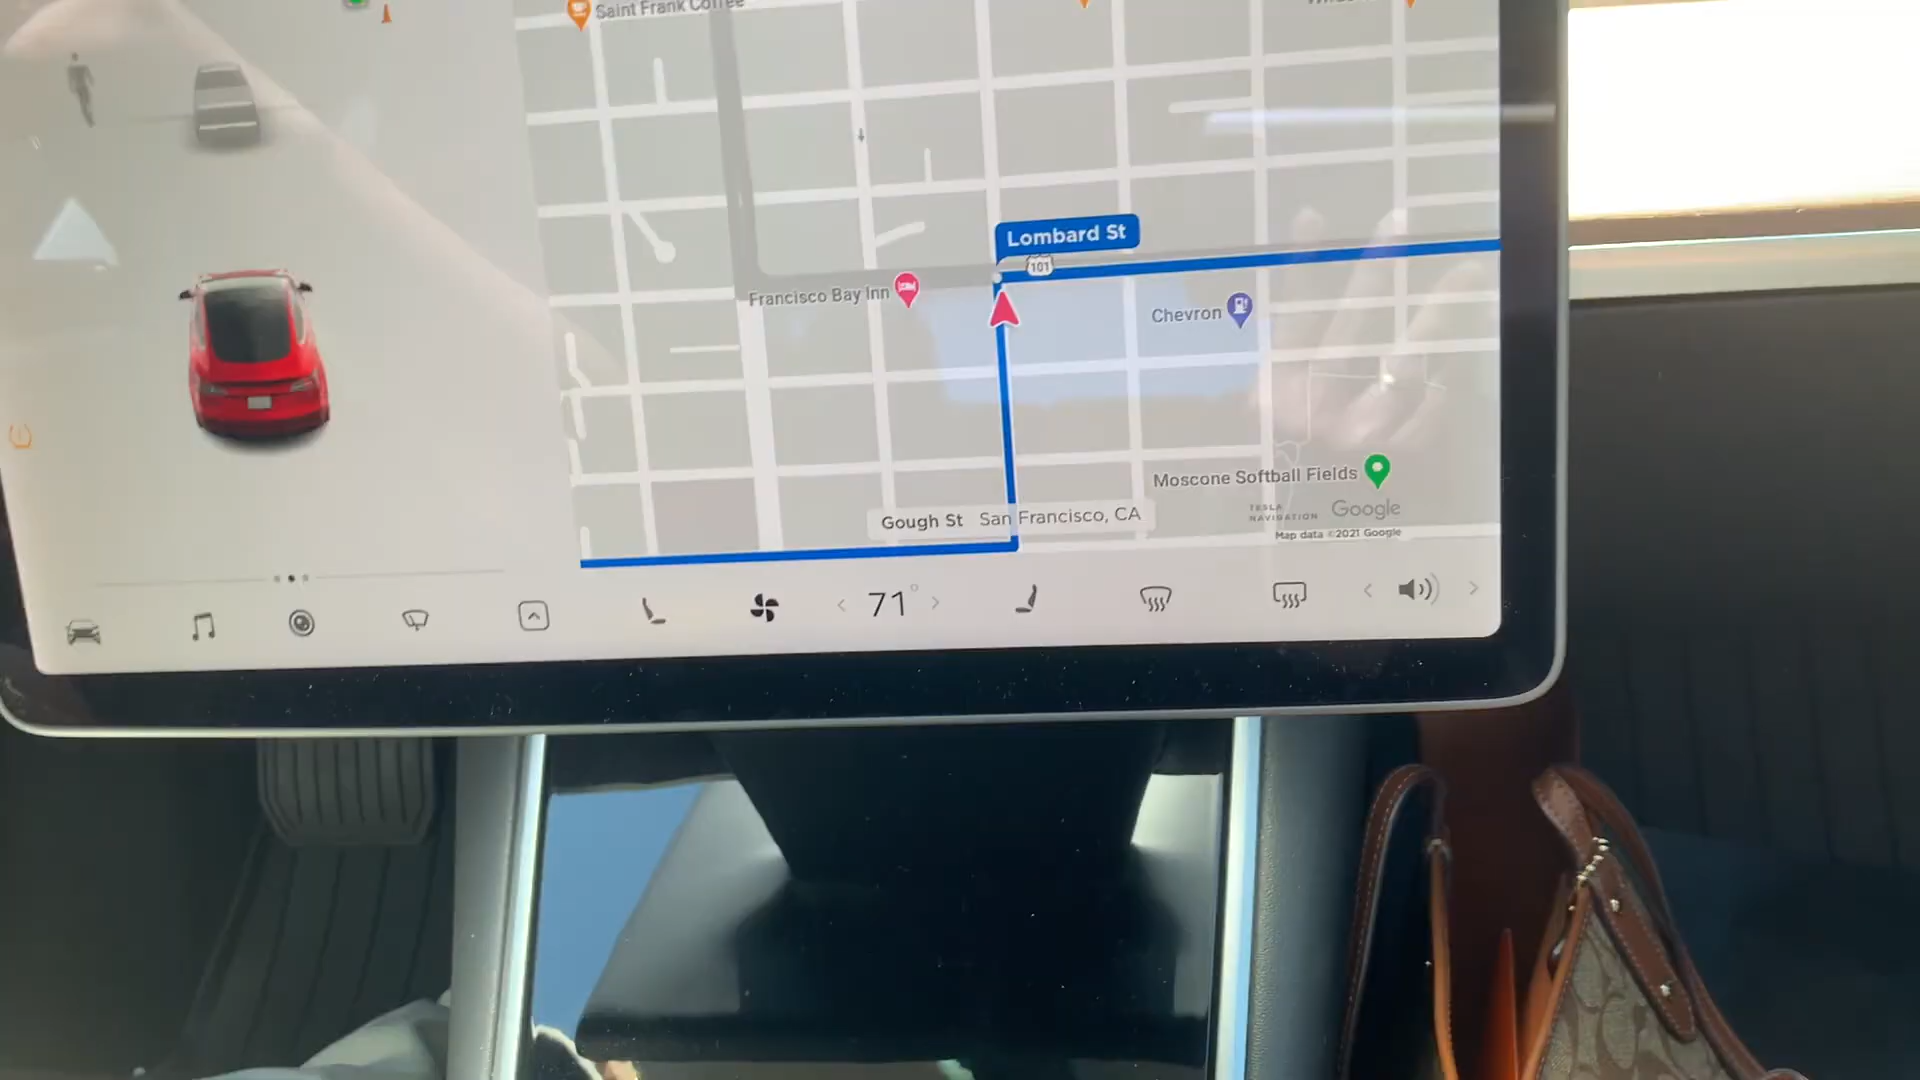 Saint Frank Coffee
Lombard St
101
Francisco Bay Inn
Chevron
Moscone Softball Fields
TESLA
NAVIGATION
Google
Gough St San Francisco, CA
Map data ©2021 Google
71°